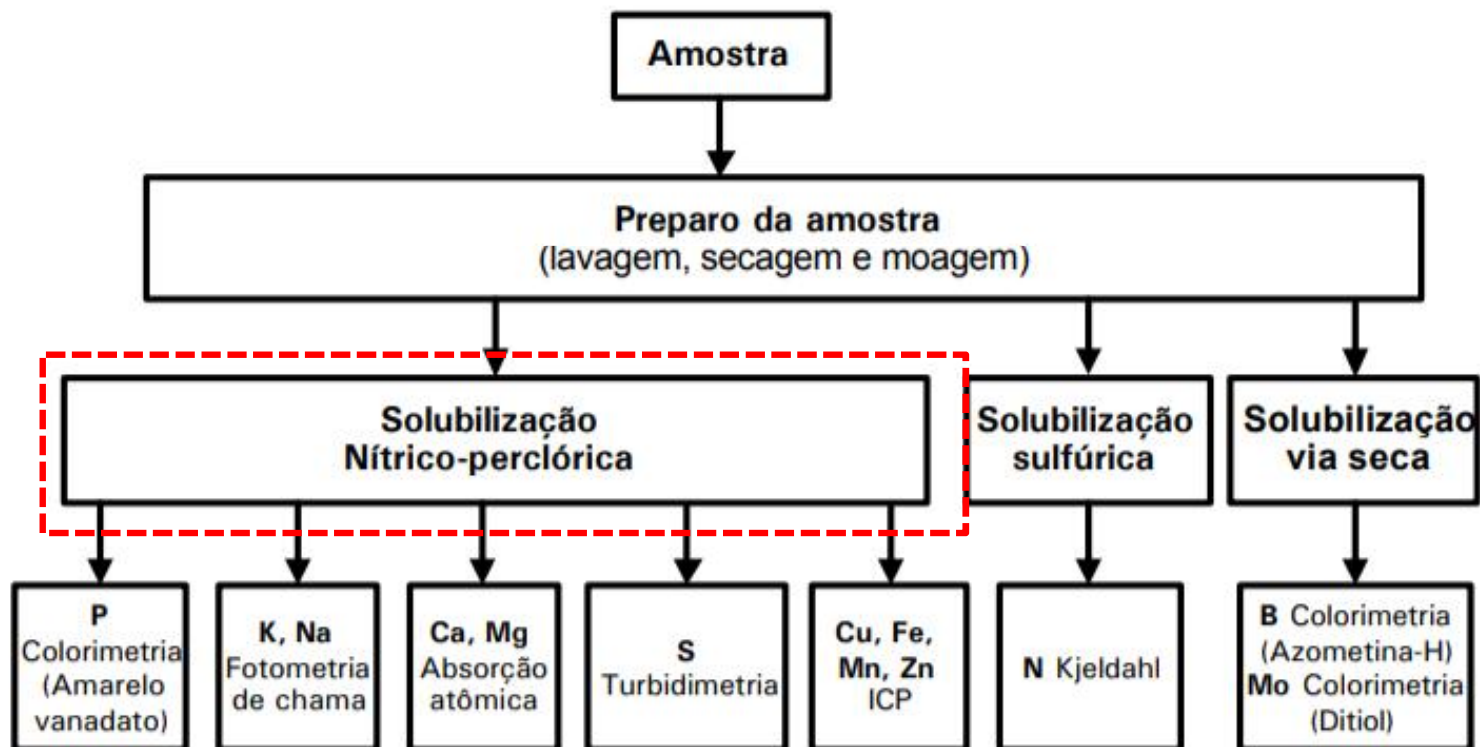 Amostra
Preparo da amostra
(lavagem, secagem e moagem)
Solubilização
Nítrico-perclórica
Solubilização
sulfúrica
Solubilização
via seca
P
Colorimetria
(Amarelo
vanadato)
K, Na
Fotometria
de chama
Ca, Mg
Absorção
atômica
S
Turbidimetria
Cu, Fe,
Mn, Zn
ICP
N Kjeldahl
B Colorimetria
(Azometina-H)
Mo Colorimetria
(Ditiol)